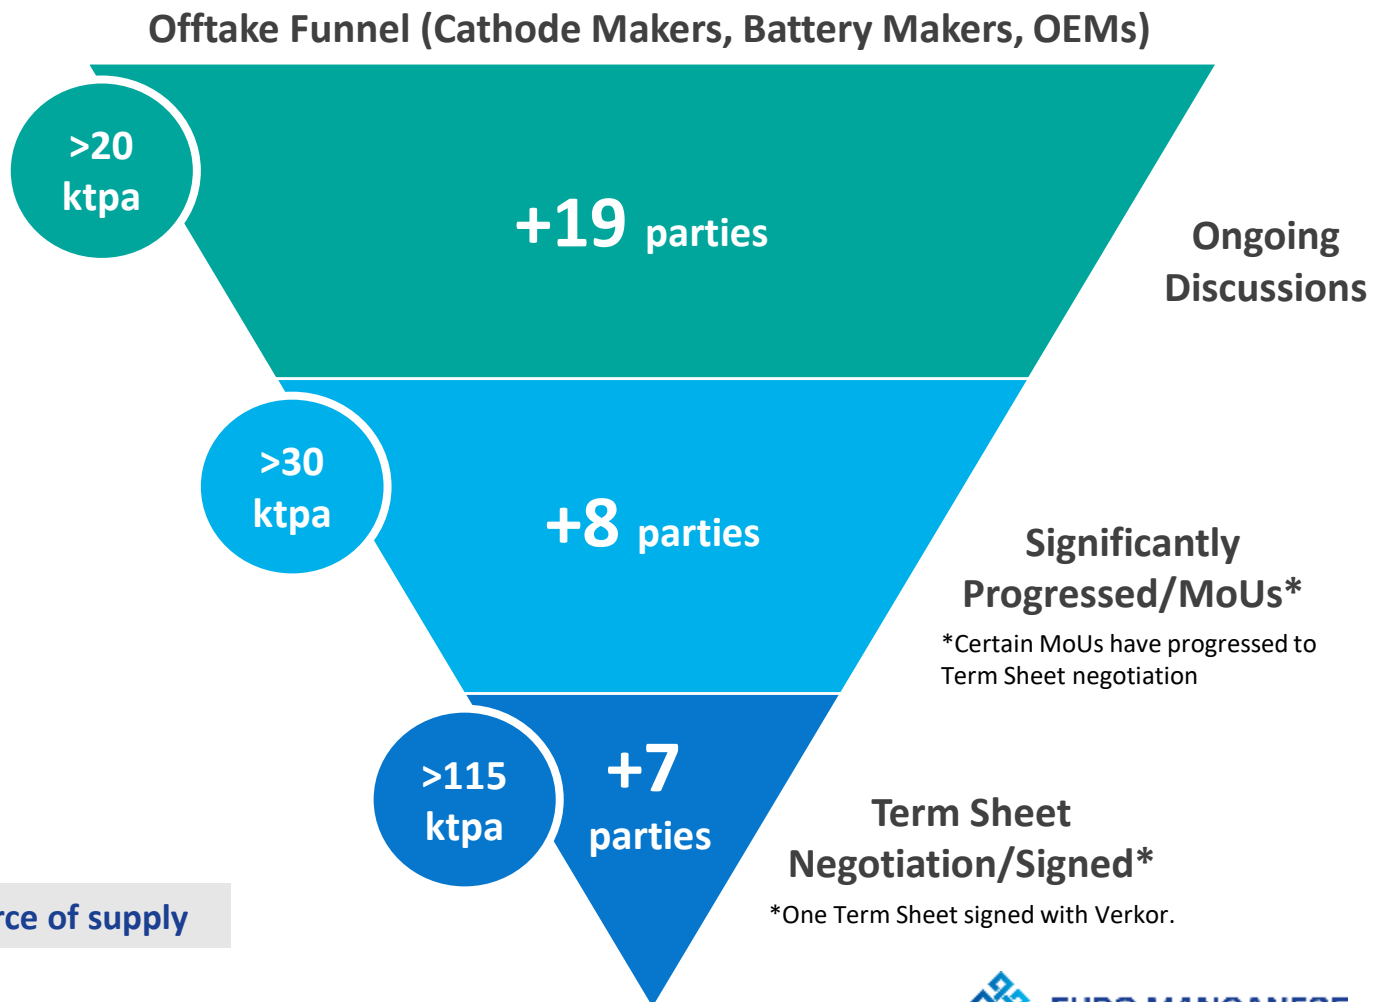 Offtake Funnel (Cathode Makers, Battery Makers, OEMs)
>20
ktpa
+19 parties
Ongoing
Discussions
>30
ktpa
+8 parties
Significantly
Progressed/MoUs*
*Certain MoUs have progressed to
Term Sheet negotiation
>115
ktpa
+7
parties
Term Sheet
Negotiation/Signed*
*One Term Sheet signed with Verkor.
of supply
EURO MANGANESE